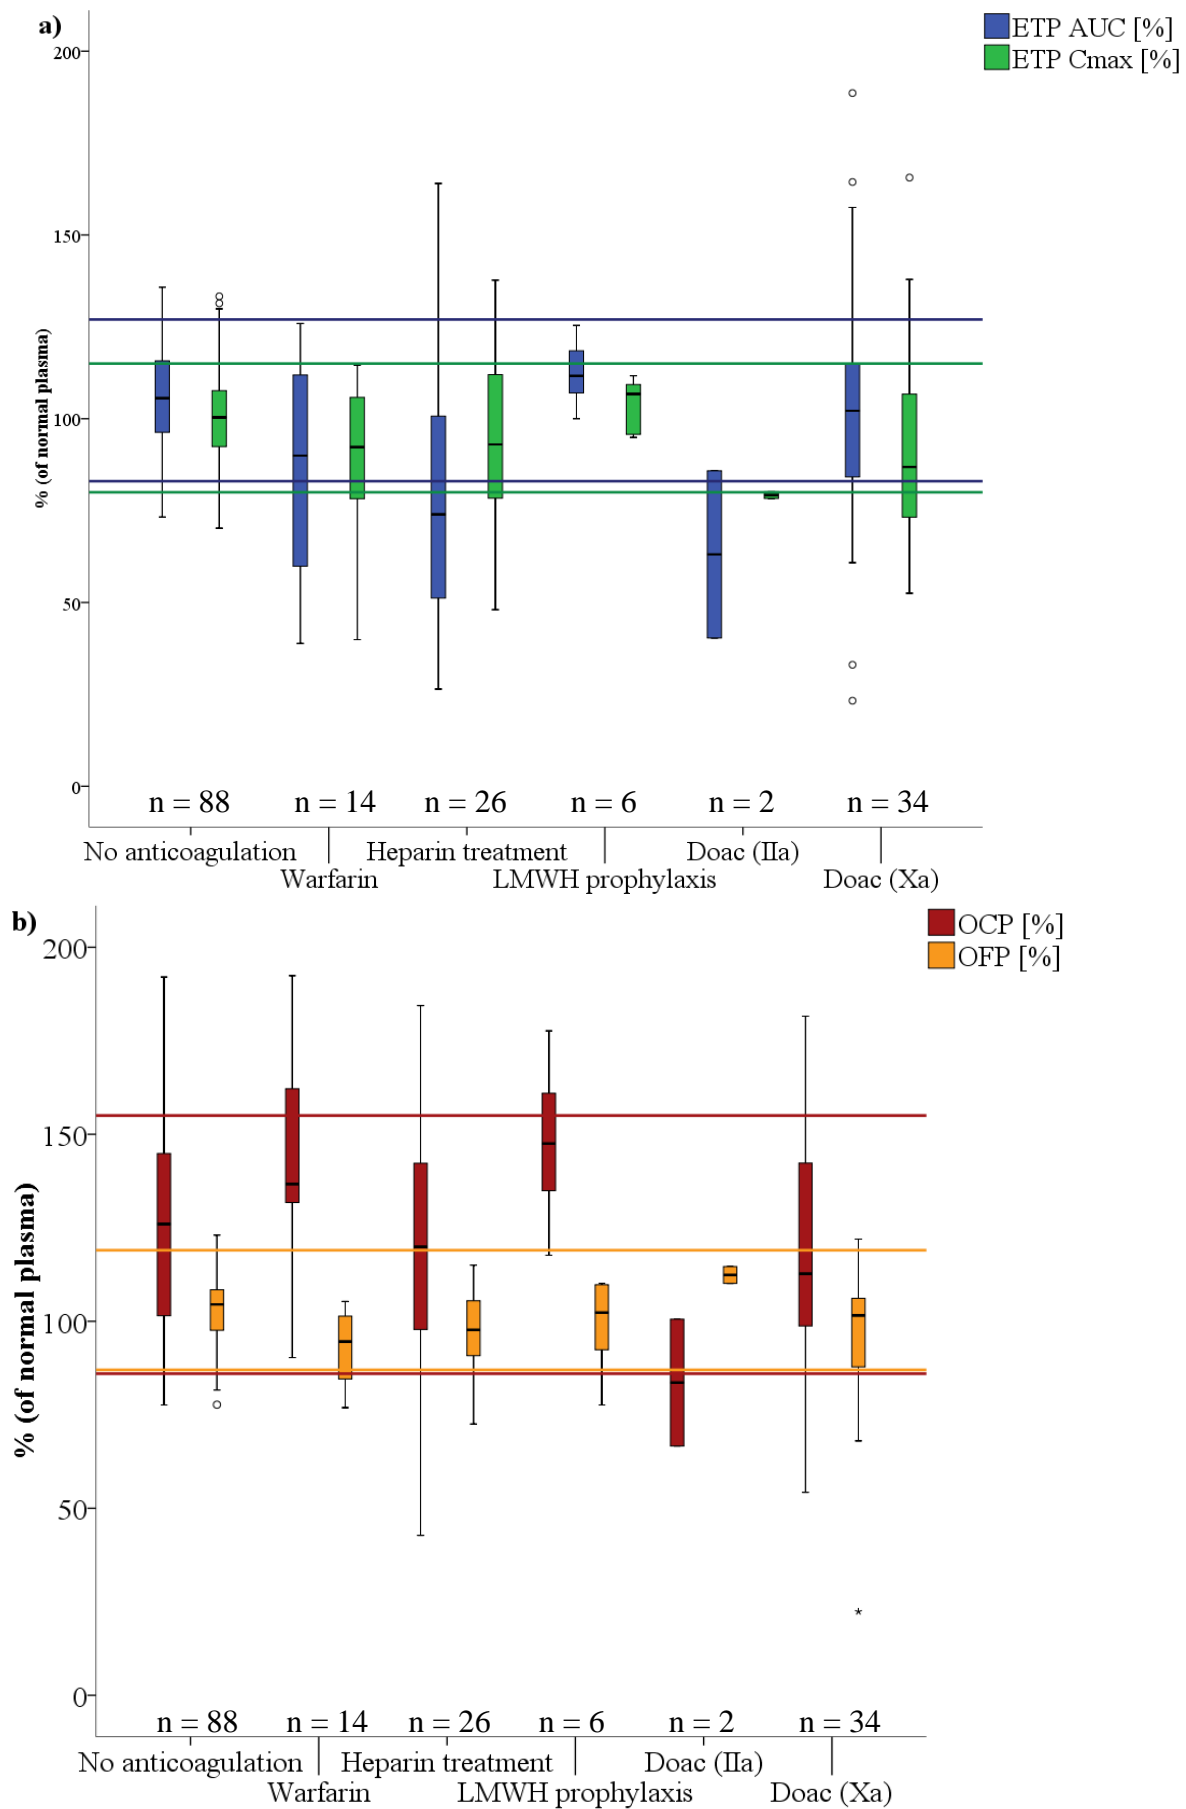 a)
ETP AUC [%]
ETP Cmax [%]
200
150
100
50
0
% (of normal plasma)
n = 88 n = 14 n = 26 n = 6 n = 2 n = 34
No anticoagulation Heparin treatment Doac (IIa)
Warfarin LMWH prophylaxis Doac (Xa)
b)
OCP [%]
OFP [%]
200
150
100
50
0
% (of normal plasma)
n = 88 n = 14 n = 26 n = 6 n = 2 n = 34
No anticoagulation Heparin treatment Doac (IIa)
Warfarin LMWH prophylaxis Doac (Xa)